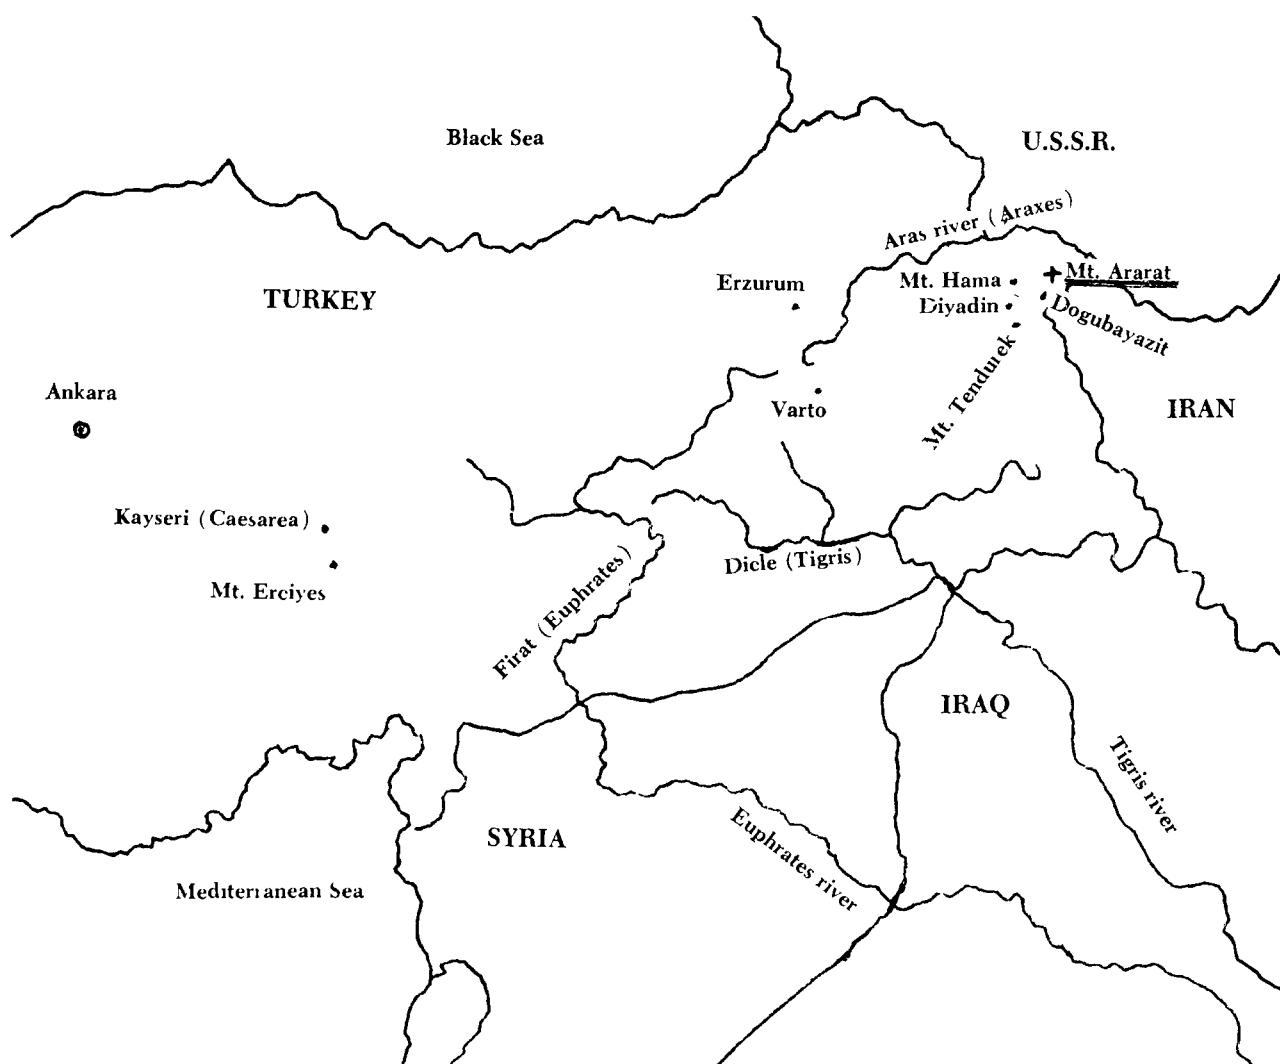 Black Sea
U.S.S.R.
Aras river (Araxes)
Mt. Ararat
Mt. Hama
Erzurum
TURKEY
Diyadin
Dogubayazit
Mt. Tendurek
Ankara
Varto
IRAN
Kayseri (Caesarea)
Dicle (Tigris)
Mt. Erciyes
Firat (Euphrates)
IRAQ
Tigris river
SYRIA
Euphrates river
Mediterranean Sea